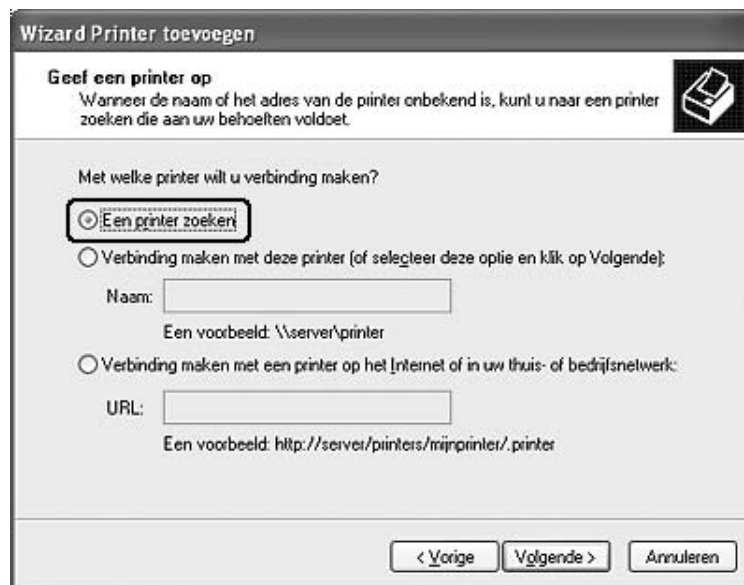 Wizard Printer toevoegen
Geef een printer op
Wanneer de naam of het adres van de printer onbekend is, kunt u naar een printer
zoeken die aan uw behoeften voldoet.
Met welke printer wilt u verbinding maken?
Een printer zoeken
Verbinding maken met deze printer (of selecteer deze optie en klik op Volgende):
Naam:
Een voorbeeld: \\server\printer
Verbinding maken met een printer op het Internet of in uw thuis- of bedrijfsnetwerk:
URL:
Een voorbeeld: http://server/printers/mijnprinter/.printer
< Vorige Volgende > Annuleren